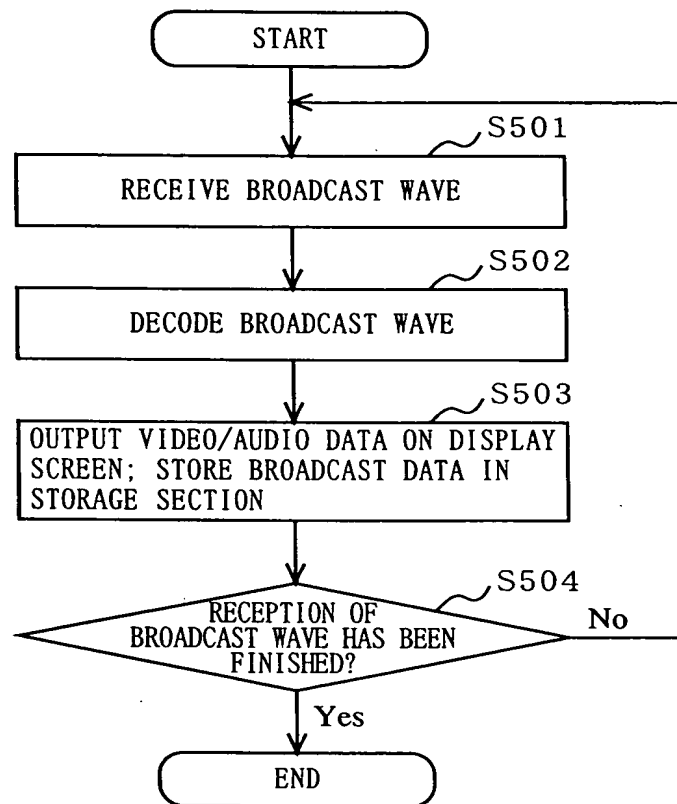 START
S501
RECEIVE BROADCAST WAVE
S502
DECODE BROADCAST WAVE
S503
OUTPUT VIDEO/AUDIO DATA ON DISPLAY
SCREEN; STORE BROADCAST DATA IN
STORAGE SECTION
S504
RECEPTION OF
BROADCAST WAVE HAS BEEN
FINISHED?
No
Yes
END